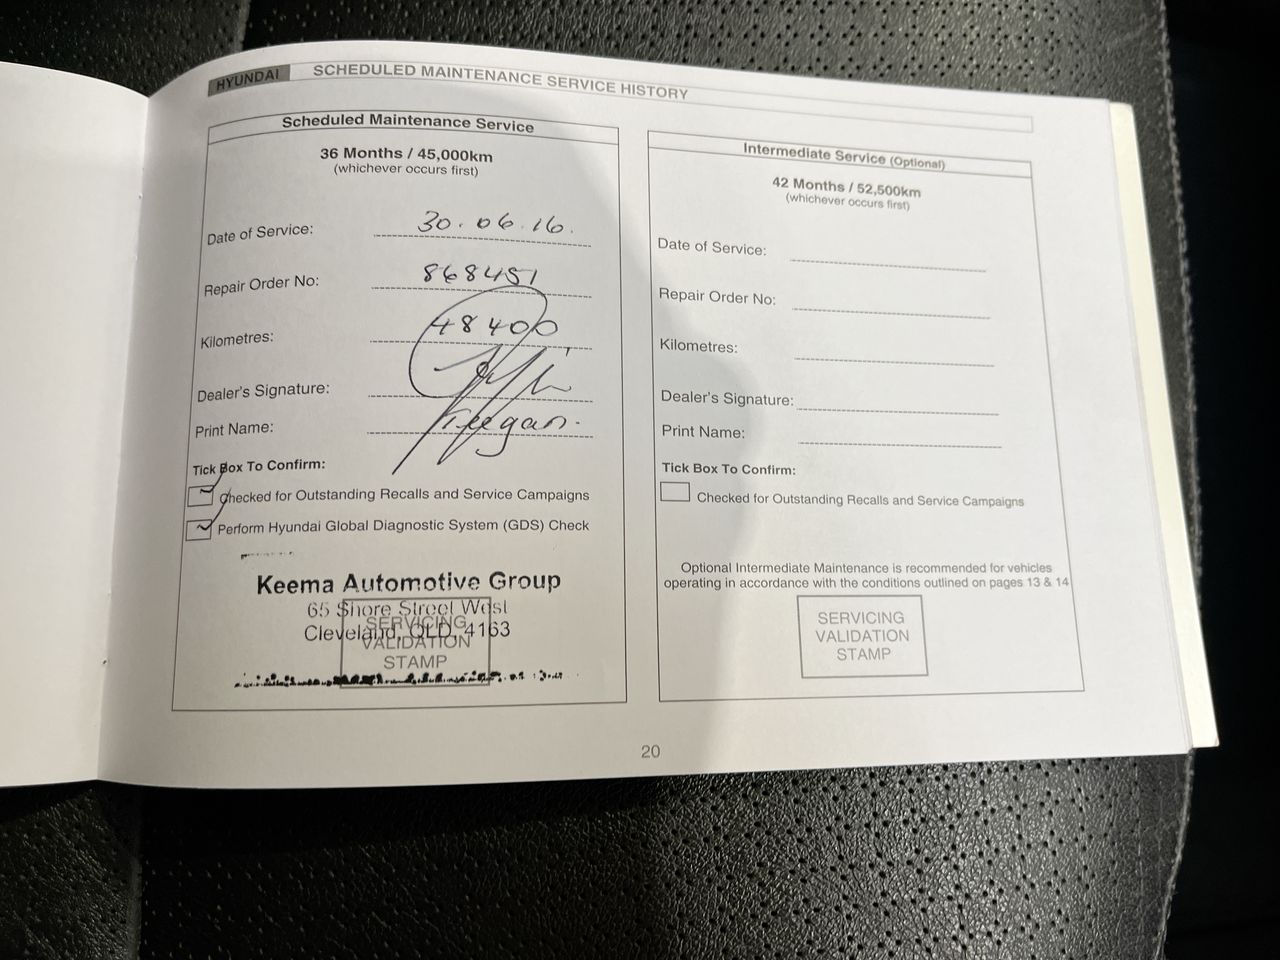 HYUNDAI SCHEDULED MAINTENANCE SERVICE HISTORY
Scheduled Maintenance Service
36 Months / 45,000km
(whichever occurs first)
Date of Service: 30.06.16.
Repair Order No: 868451
Kilometres: 48400
Dealer's Signature:
Print Name: Keegan.
Tick Box To Confirm:
Checked for Outstanding Recalls and Service Campaigns
Perform Hyundai Global Diagnostic System (GDS) Check
Keema Automotive Group
65 Shore Street West
Cleveland, QLD, 4163
SERVICING
VALIDATION
STAMP
Intermediate Service (Optional)
42 Months / 52,500km
(whichever occurs first)
Date of Service:
Repair Order No:
Kilometres:
Dealer's Signature:
Print Name:
Tick Box To Confirm:
Checked for Outstanding Recalls and Service Campaigns
Optional Intermediate Maintenance is recommended for vehicles
operating in accordance with the conditions outlined on pages 13 & 14
SERVICING
VALIDATION
STAMP
20